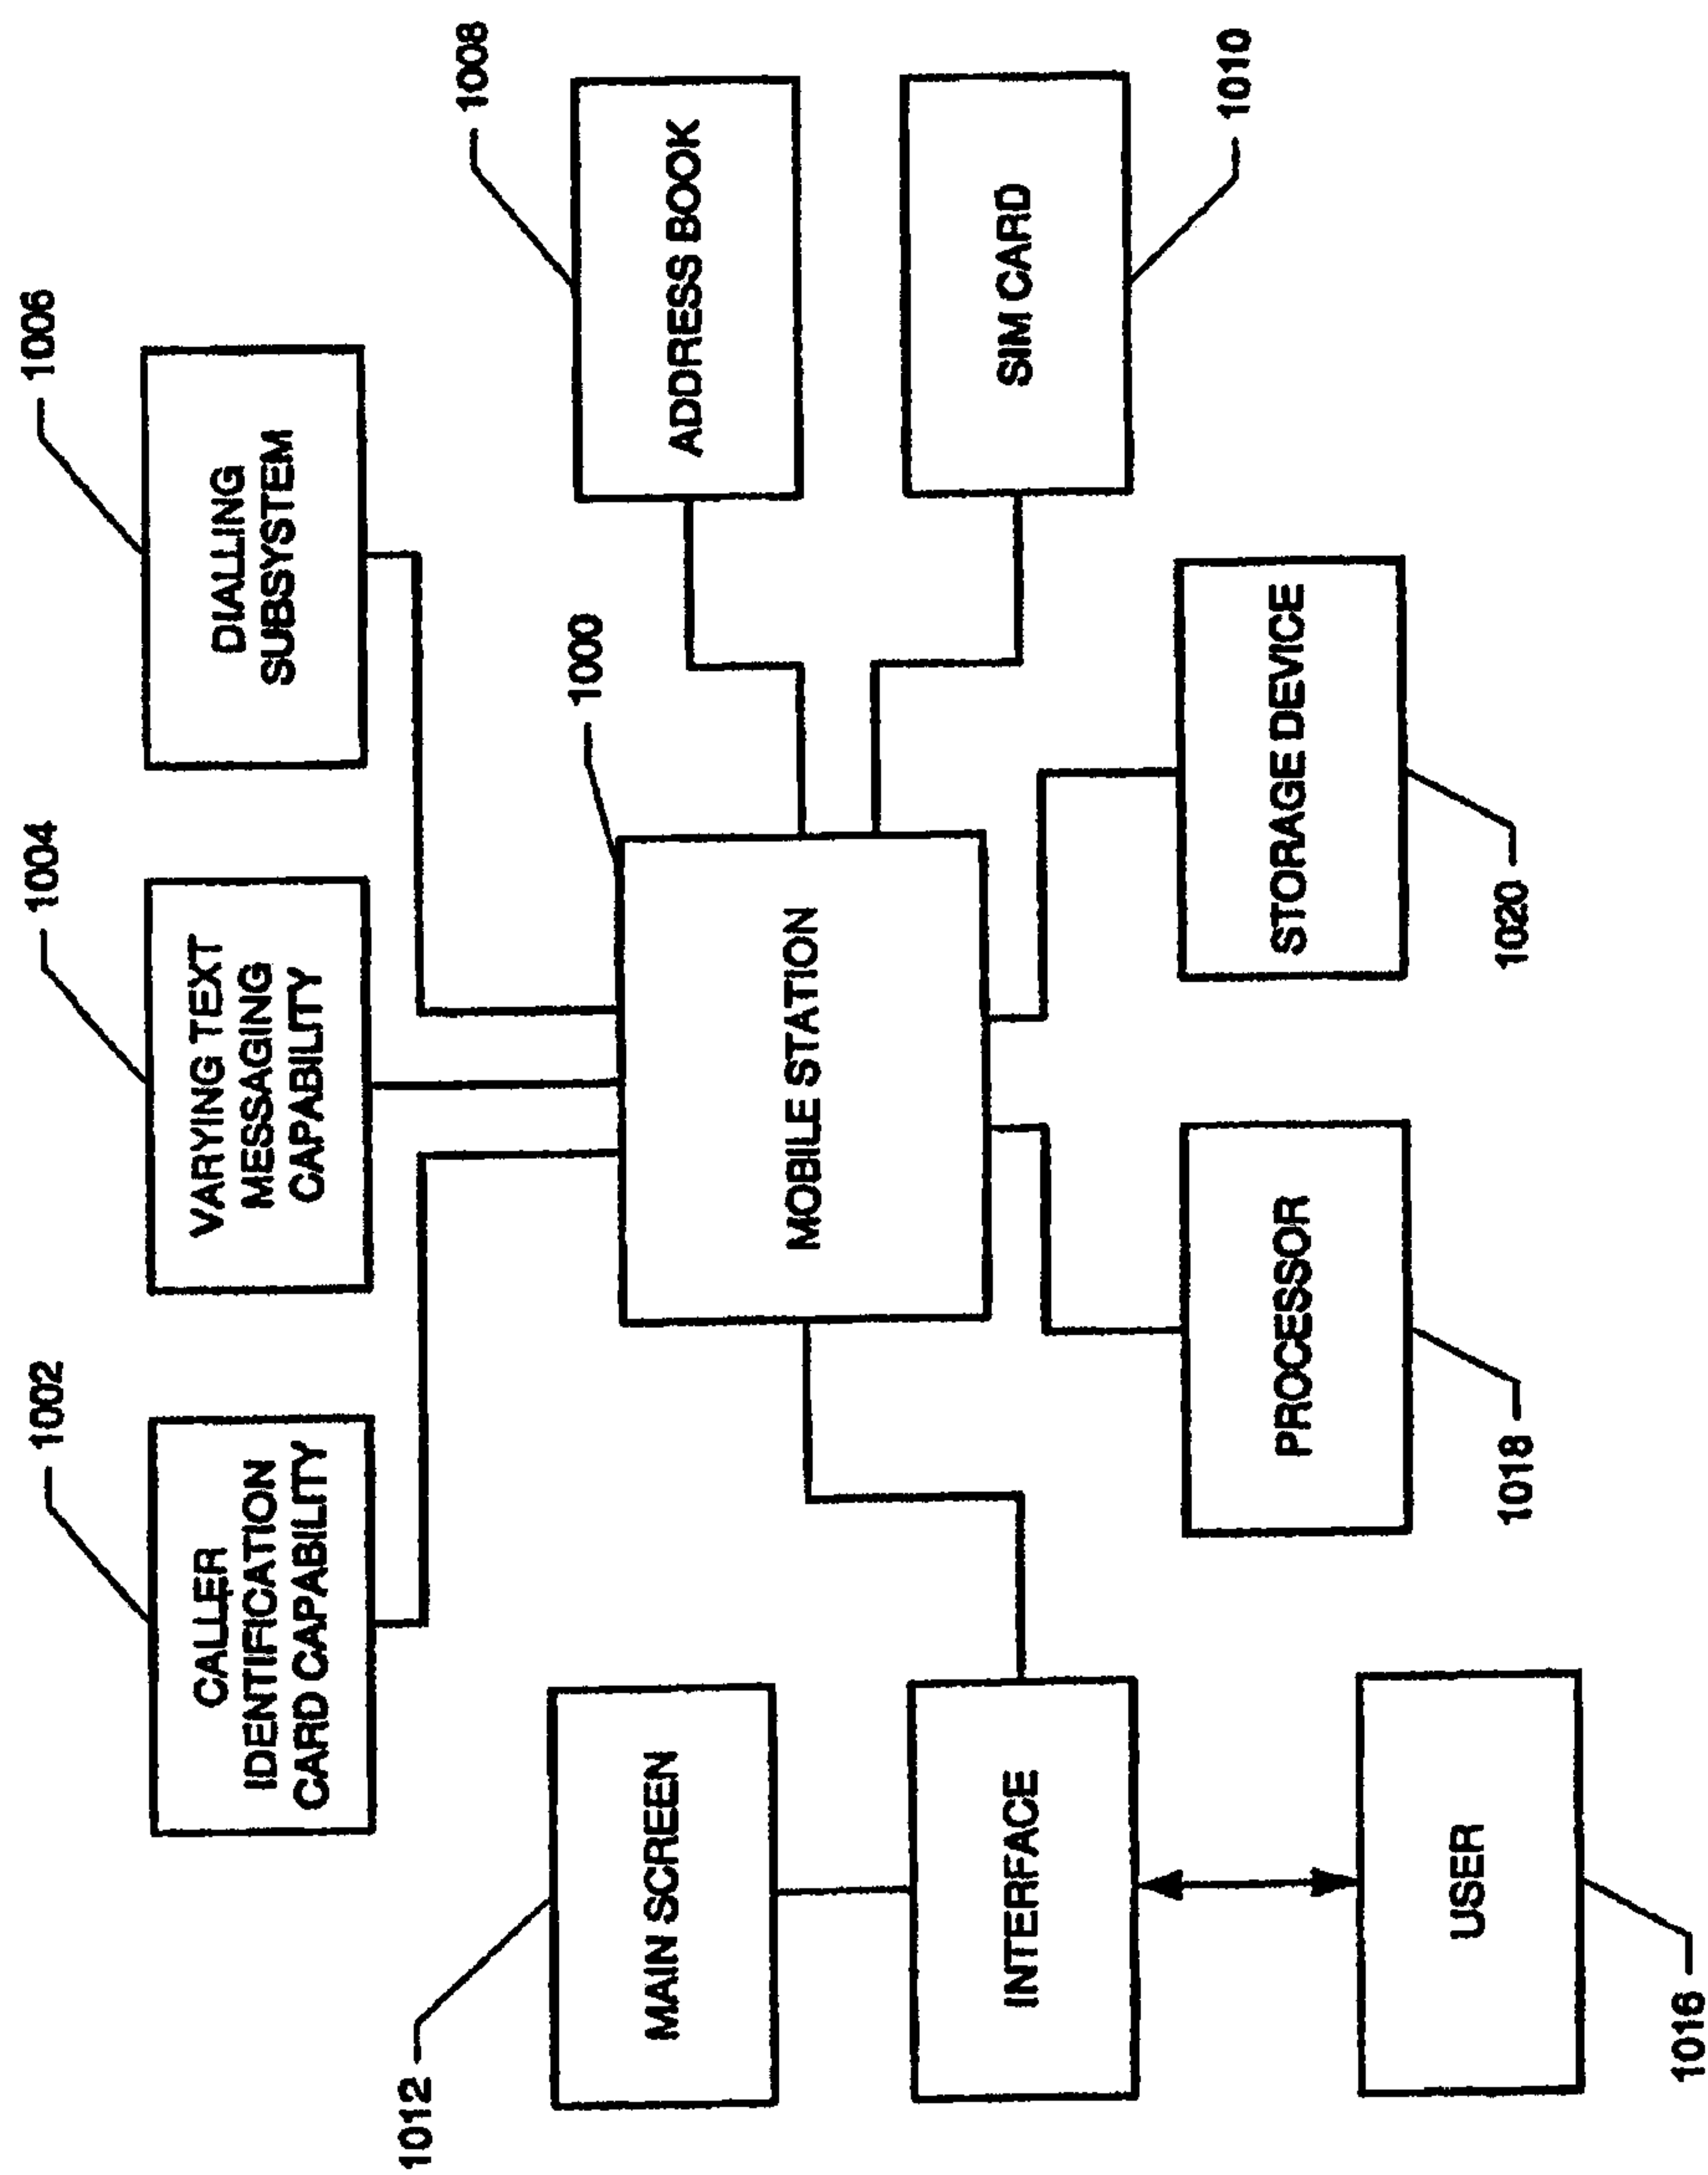 1002
CALLER
IDENTIFICATION
CARD CAPABILITY
1004
VARYING TEXT
MESSAGING
CAPABILITY
1006
DIALLING
SUBSYSTEM
1012
MAIN SCREEN
1000
MOBILE STATION
1008
ADDRESS BOOK
INTERFACE
SIM CARD
1010
USER
1016
PROCESSOR
1018
STORAGE DEVICE
1020